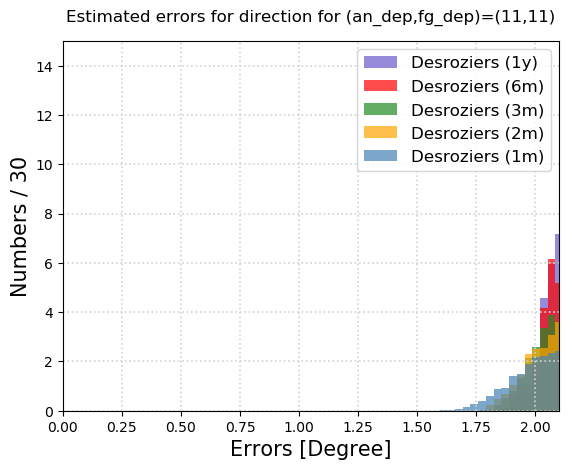 Estimated errors for direction for (an_dep,fg_dep)=(11,11)
Desroziers (1y)
Desroziers (6m)
Desroziers (3m)
Desroziers (2m)
Desroziers (1m)
Numbers / 30
14
12
10
8
6
4
2
0
0.00 0.25 0.50 0.75 1.00 1.25 1.50 1.75 2.00
Errors [Degree]